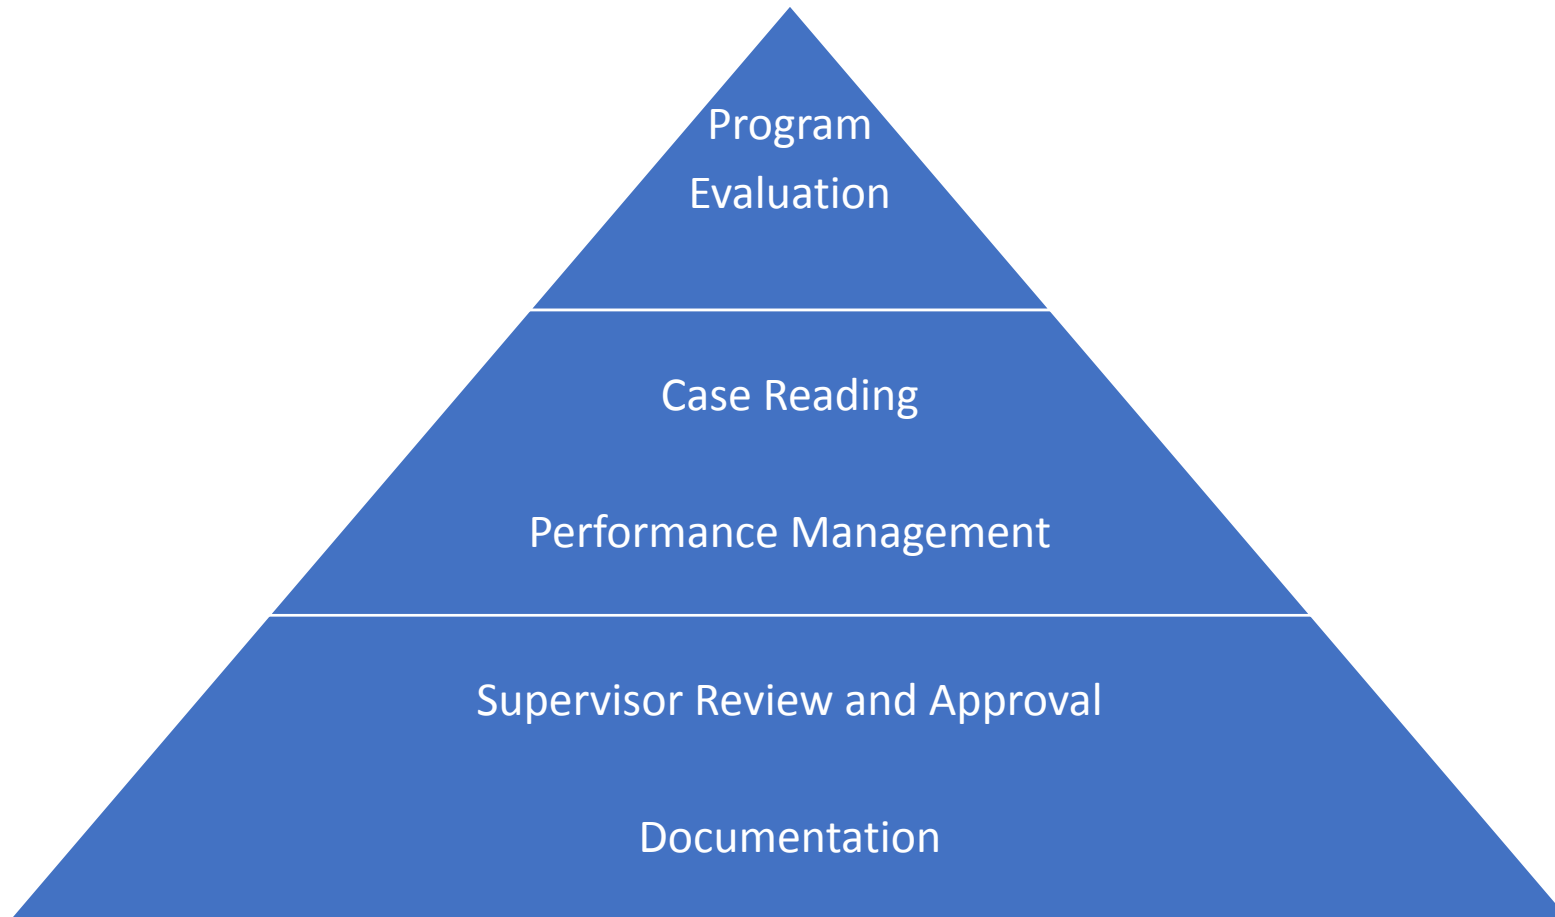 Program
Evaluation
Case Reading
Performance Management
Supervisor Review and Approval
Documentation